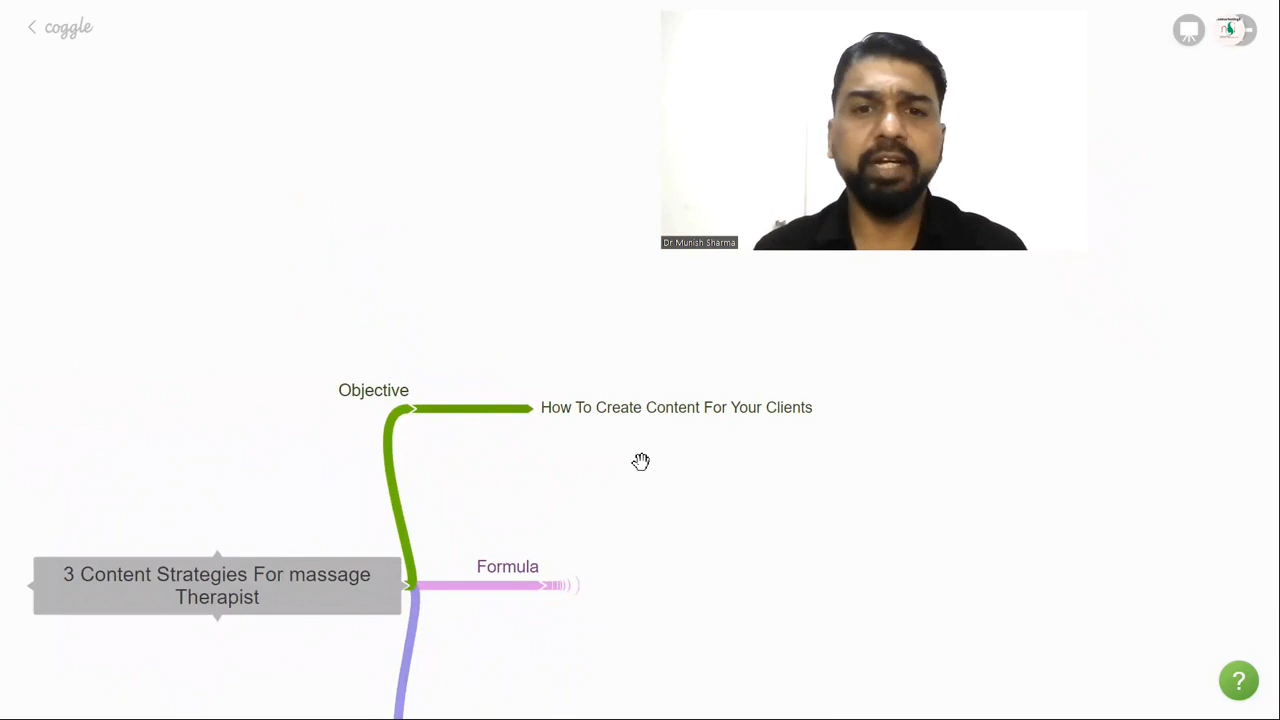 coggle
Dr Munish Sharma
Objective
How To Create Content For Your Clients
Formula
3 Content Strategies For massage
Therapist
?